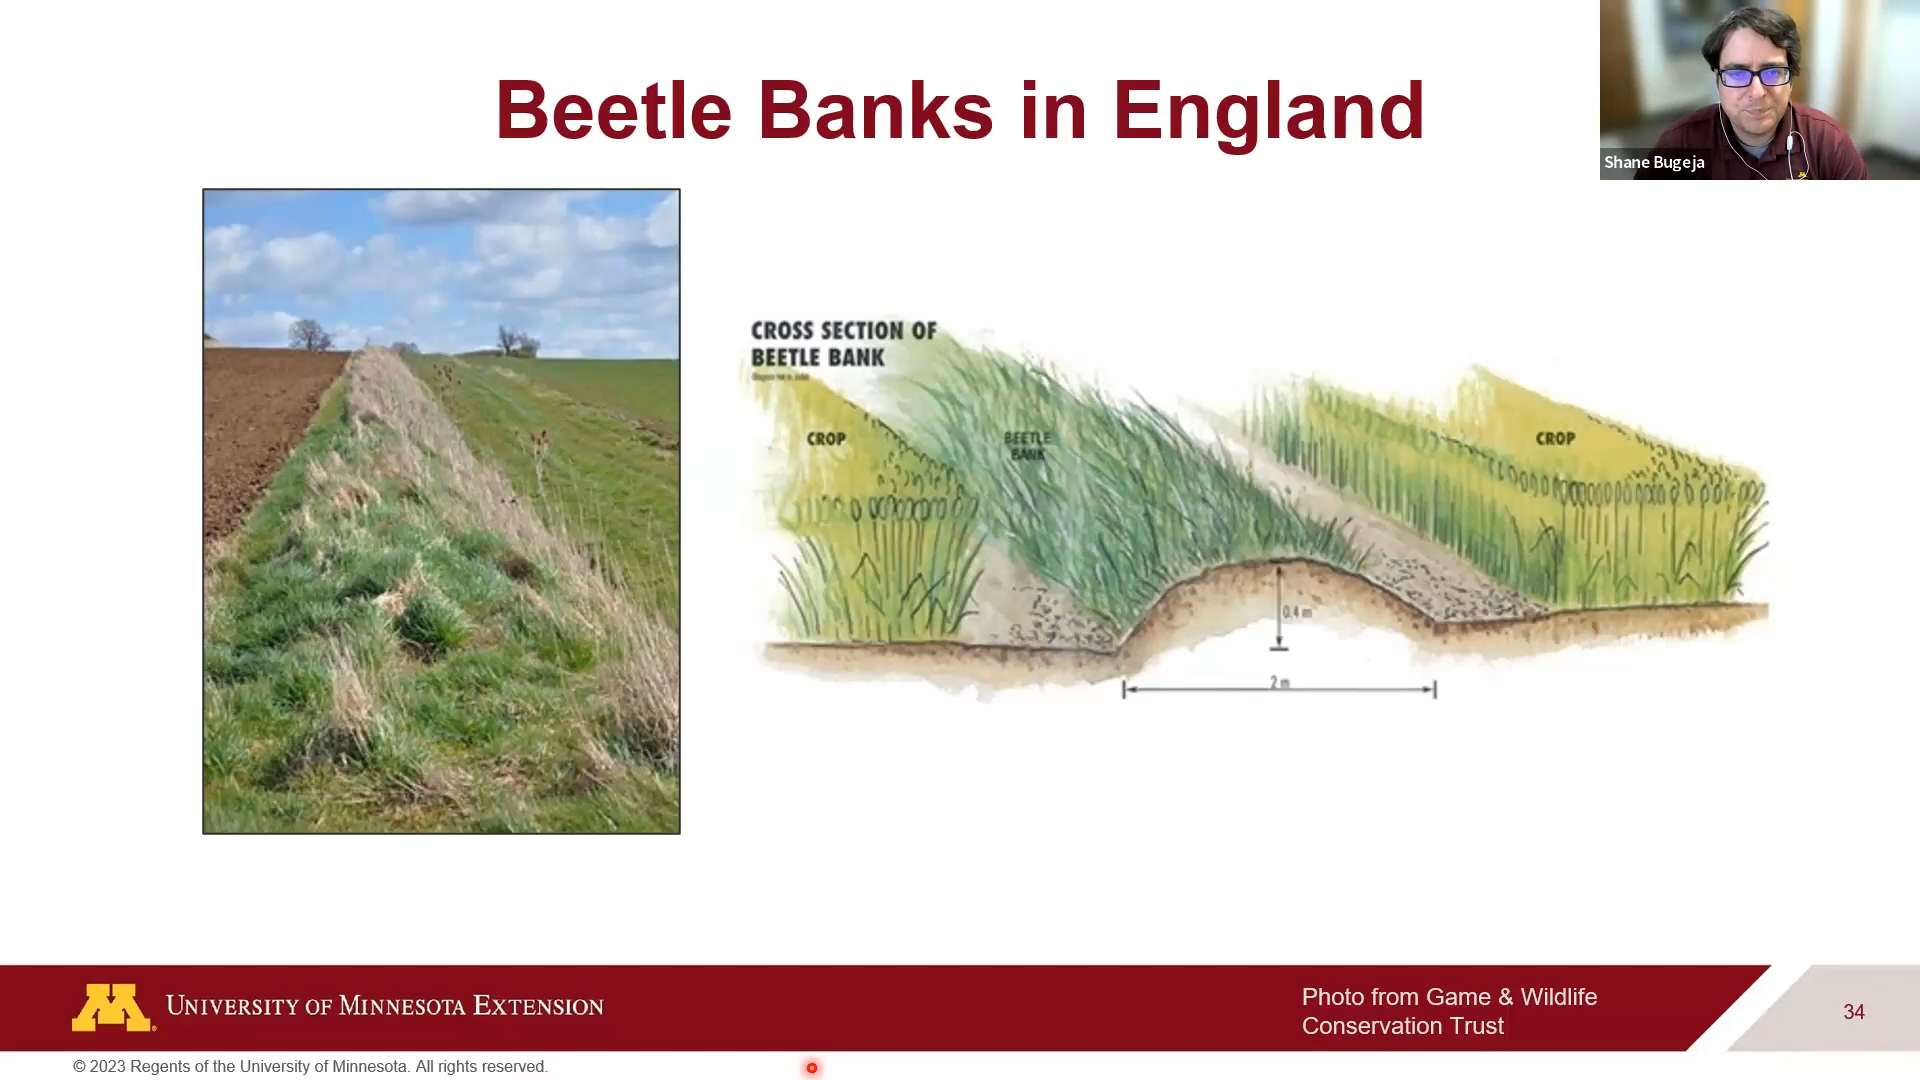 Beetle Banks in England
Shane Bugeja
CROSS SECTION OF
BEETLE BANK
CROP
BEETLE
BANK
CROP
0.4 m
2 m
UNIVERSITY OF MINNESOTA EXTENSION
Photo from Game & Wildlife
Conservation Trust
34
© 2023 Regents of the University of Minnesota. All rights reserved.